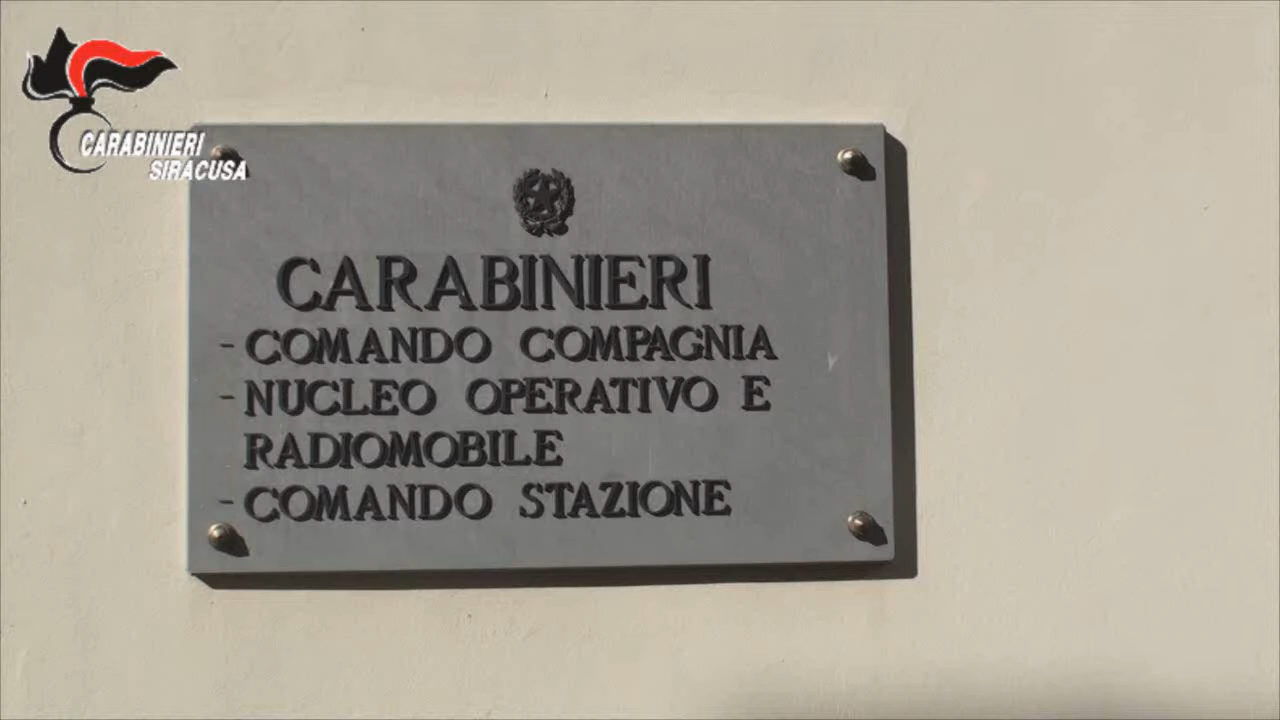 CARABINIERI
SIRACUSA
CARABINIERI
- COMANDO COMPAGNIA
- NUCLEO OPERATIVO E
RADIOMOBILE
- COMANDO STAZIONE